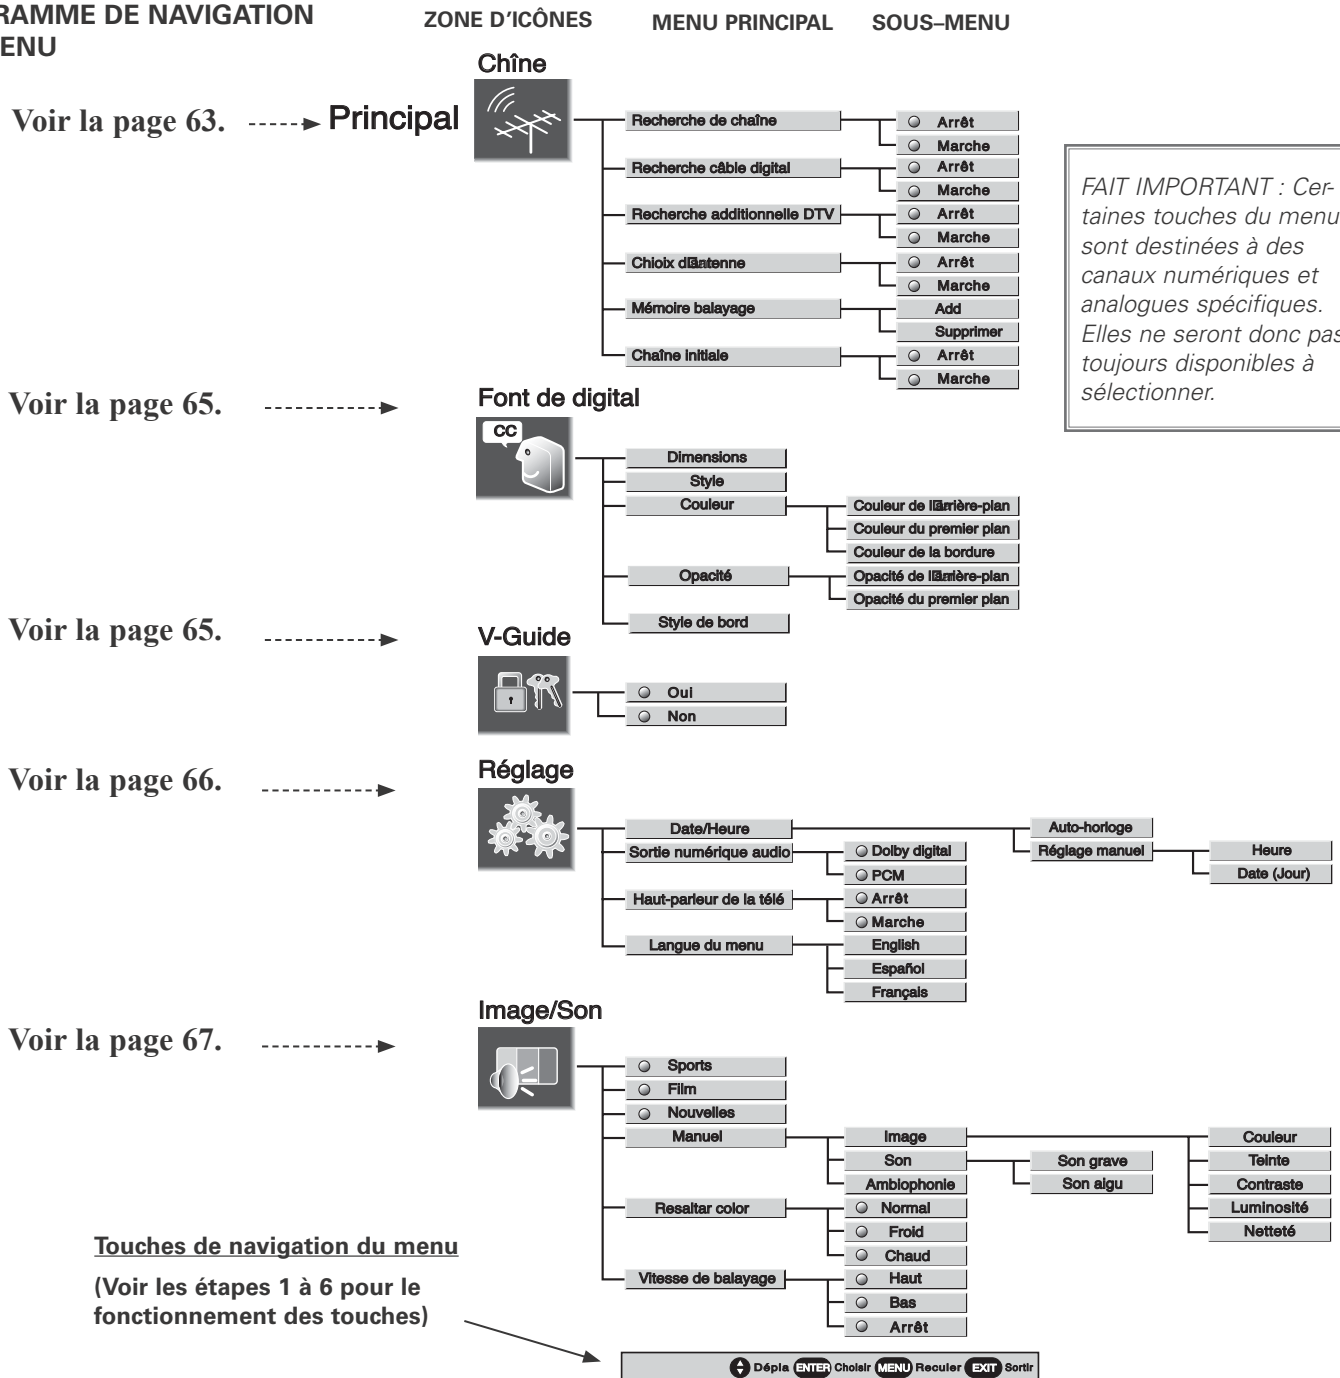 RAMME DE NAVIGATION
ENU
ZONE D'ICÔNES
MENU PRINCIPAL
SOUS–MENU
Chîne
Voir la page 63.
Principal
Recherche de chaîne
Arrêt
Marche
Recherche câble digital
Arrêt
Marche
Recherche additionnelle DTV
Arrêt
Marche
Arrêt
Marche
Mémoire balayage
Add
Supprimer
Chaîne initiale
Arrêt
Marche
FAIT IMPORTANT : Cer-
taines touches du menu
sont destinées à des
canaux numériques et
analogues spécifiques.
Elles ne seront donc pas
toujours disponibles à
sélectionner.
Voir la page 65.
Font de digital
CC
Dimensions
Style
Couleur
Couleur de
Couleur du premier plan
Couleur de la bordure
Opacité
Opacité de
Opacité du premier plan
Style de bord
Voir la page 65.
V-Guide
Oui
Non
Voir la page 66.
Réglage
Date/Heure
Auto-horloge
Réglage manuel
Heure
Date (Jour)
Sortie numérique audio
Dolby digital
PCM
Haut-parleur de la télé
Arrêt
Marche
Langue du menu
English
Español
Français
Voir la page 67.
Image/Son
Sports
Film
Nouvelles
Manuel
Image
Couleur
Teinte
Contraste
Luminosité
Netteté
Son
Son grave
Son aigu
Ambiophonie
Resaltar color
Normal
Froid
Chaud
Vitesse de balayage
Haut
Bas
Arrêt
Touches de navigation du menu
(Voir les étapes 1 à 6 pour le
fonctionnement des touches)
Dépla ENTER Choisir MENU Reculer EXIT Sortir